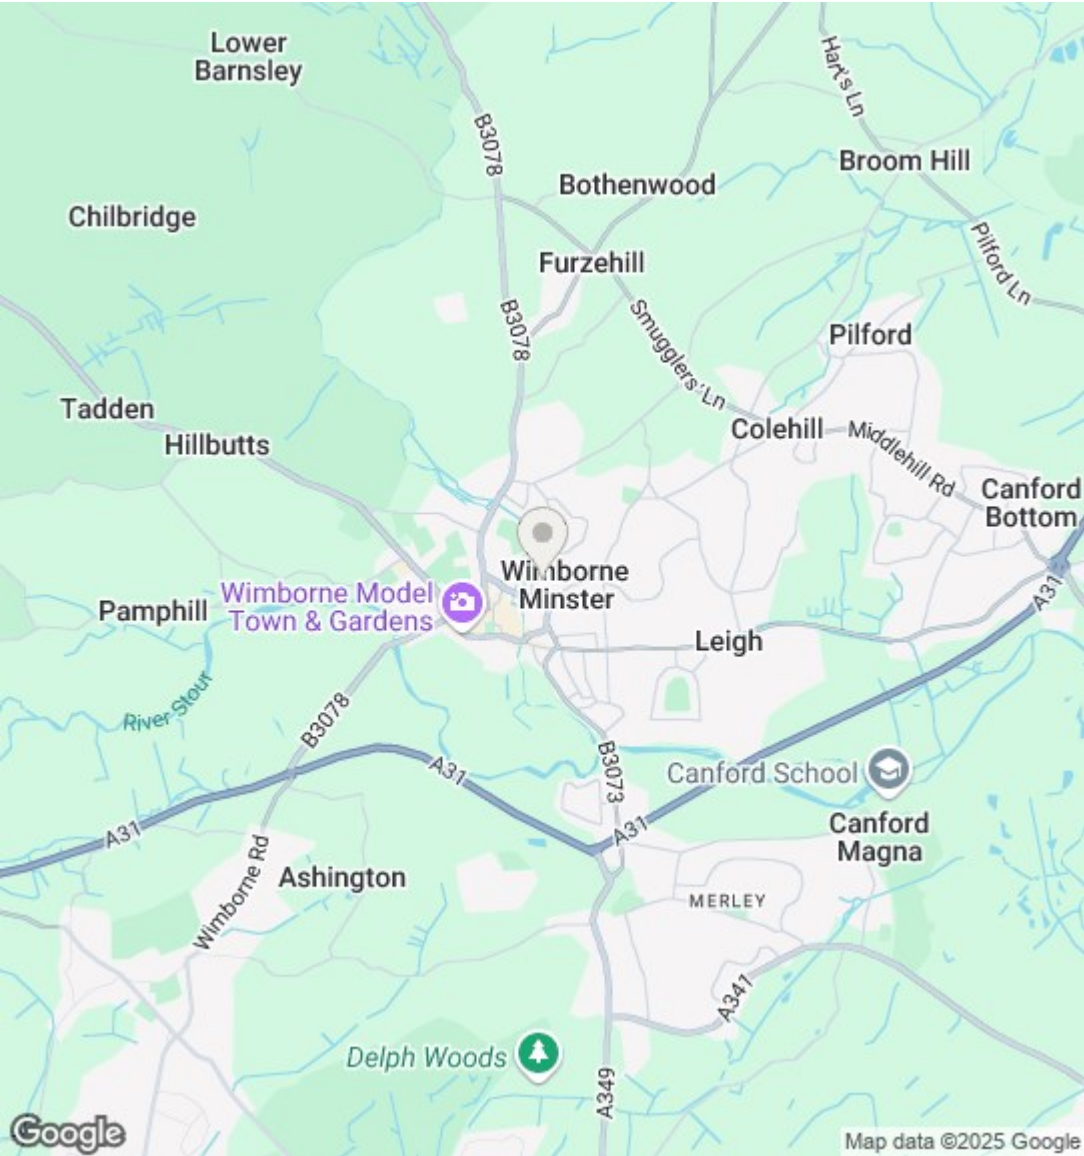 Lower
Barnsley
Hart's Ln
B3078
Broom Hill
Bothenwood
Chilbridge
Pilford Ln
Furzehill
B3078
Smugglers' Ln
Pilford
Tadden
Hillbutts
Colehill
Middlehill Rd
Canford
Bottom
Wimborne
Minster
Wimborne Model
Town & Gardens
A31
Pamphill
Leigh
River Stour
B3078
A31
B3073
Canford School
A31
A31
Canford
Magna
Wimborne Rd
Ashington
MERLEY
A341
Delph Woods
A349
Google
Map data ©2025 Google